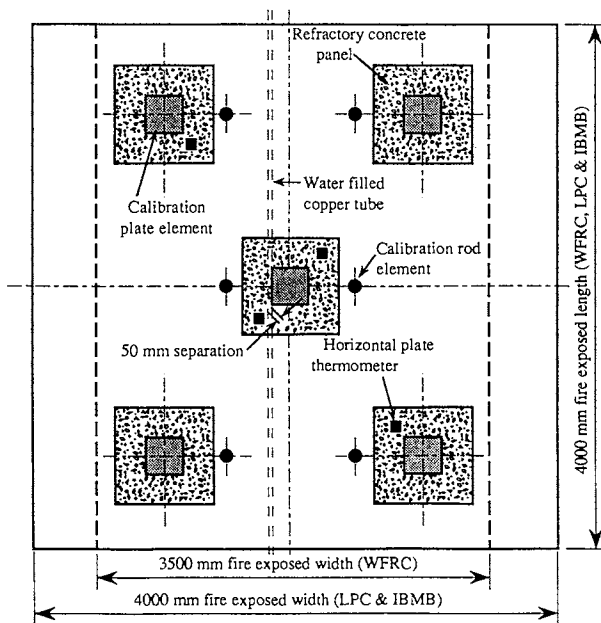 Refractory concrete
panel
Water filled
copper tube
Calibration
plate element
Calibration rod
element
50 mm separation
Horizontal plate
thermometer
4000 mm fire exposed length (WFRC, LPC & IBMB)
3500 mm fire exposed width (WFRC)
4000 mm fire exposed width (LPC & IBMB)